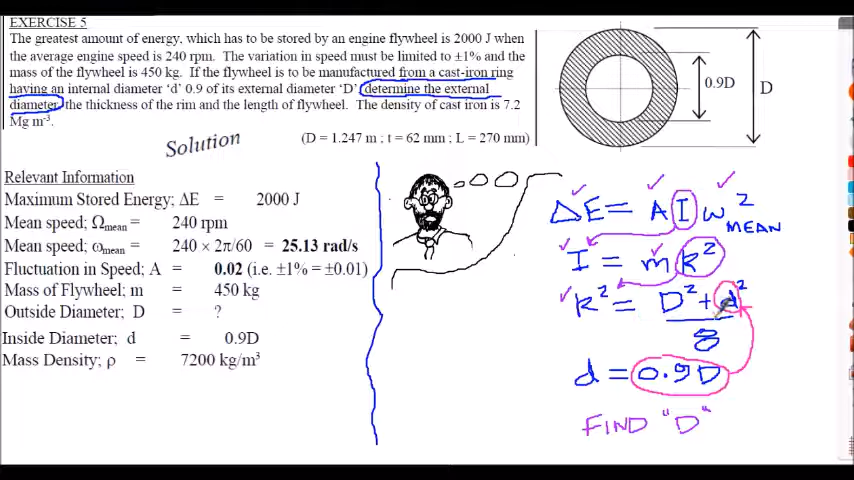 EXERCISE 5
The greatest amount of energy, which has to be stored by an engine flywheel is 2000 J when
the average engine speed is 240 rpm. The variation in speed must be limited to ±1% and the
mass of the flywheel is 450 kg. If the flywheel is to be manufactured from a cast-iron ring
having an internal diameter ‘d’ 0.9 of its external diameter ‘D’ determine the external
diameter, the thickness of the rim and the length of flywheel. The density of cast iron is 7.2
Mg m-³.
(D = 1.247 m ; t = 62 mm ; L = 270 mm)
0.9D
D
Solution
Relevant Information
Maximum Stored Energy; ΔE = 2000 J
Mean speed; Ωmean = 240 rpm
Mean speed; ωmean = 240 × 2π/60 = 25.13 rad/s
Fluctuation in Speed; A = 0.02 (i.e. ±1% = ±0.01)
Mass of Flywheel; m = 450 kg
Outside Diameter; D = ?
Inside Diameter; d = 0.9D
Mass Density; ρ = 7200 kg/m³
ΔE = A I ω² MEAN
I = m k²
k² = D² + d²
8
d = 0.9D
FIND "D"